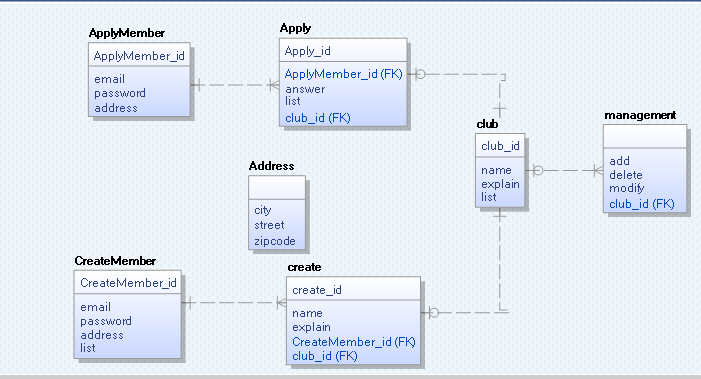 ApplyMember
ApplyMember_id
email
password
address
Apply
Apply_id
ApplyMember_id (FK)
answer
list
club_id (FK)
club
club_id
name
explain
list
management
add
delete
modify
club_id (FK)
Address
city
street
zipcode
CreateMember
CreateMember_id
email
password
address
list
create
create_id
name
explain
CreateMember_id (FK)
club_id (FK)